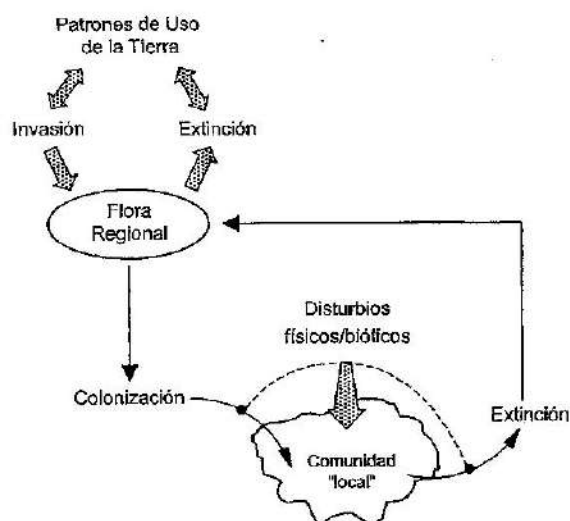 Patrones de Uso
de la Tierra
Invasión
Extinción
Flora
Regional
Disturbios
físicos/bióticos
Colonización
Extinción
Comunidad
"local"